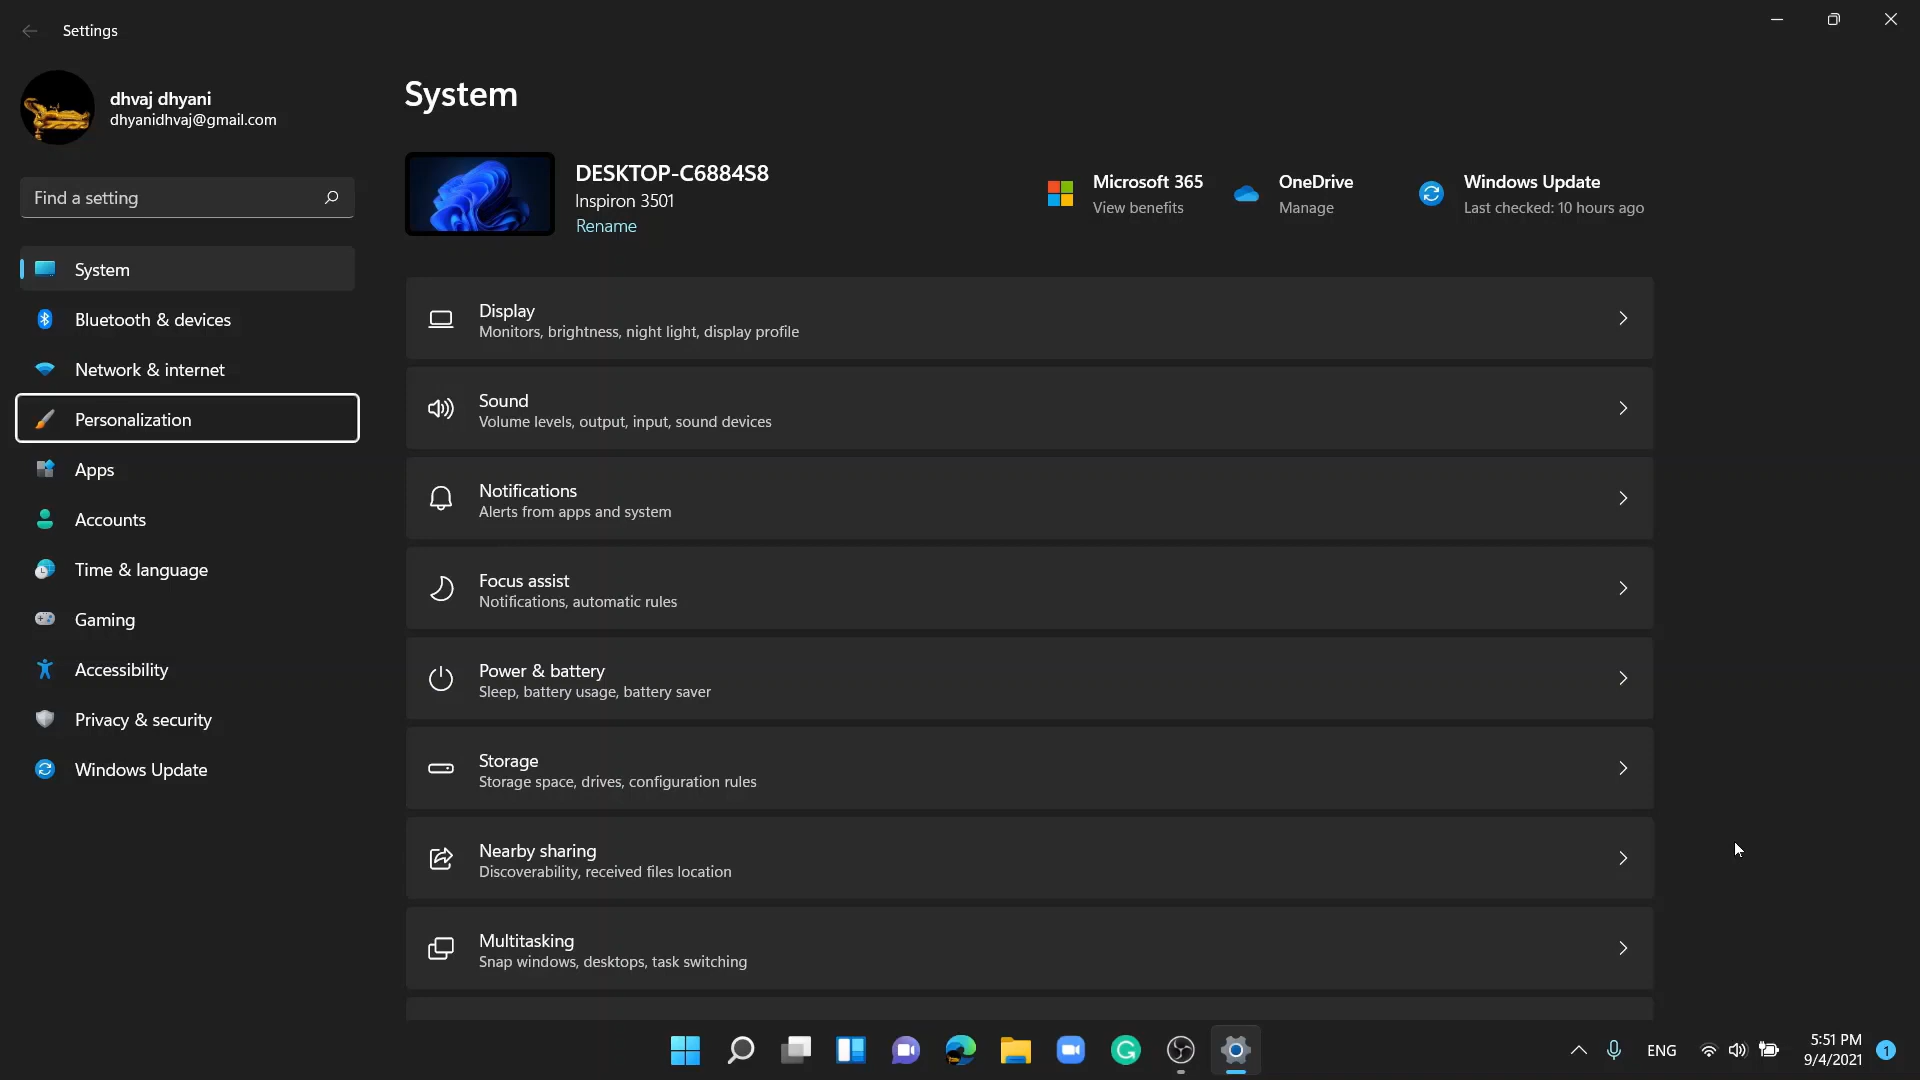 Settings
dhvaj dhyani
dhyanidhvaj@gmail.com
Find a setting
System
Bluetooth & devices
Network & internet
Personalization
Apps
Accounts
Time & language
Gaming
Accessibility
Privacy & security
Windows Update
System
DESKTOP-C6884S8
Inspiron 3501
Rename
Microsoft 365
View benefits
OneDrive
Manage
Windows Update
Last checked: 10 hours ago
Display
Monitors, brightness, night light, display profile
Sound
Volume levels, output, input, sound devices
Notifications
Alerts from apps and system
Focus assist
Notifications, automatic rules
Power & battery
Sleep, battery usage, battery saver
Storage
Storage space, drives, configuration rules
Nearby sharing
Discoverability, received files location
Multitasking
Snap windows, desktops, task switching
ENG
5:51 PM
9/4/2021
1